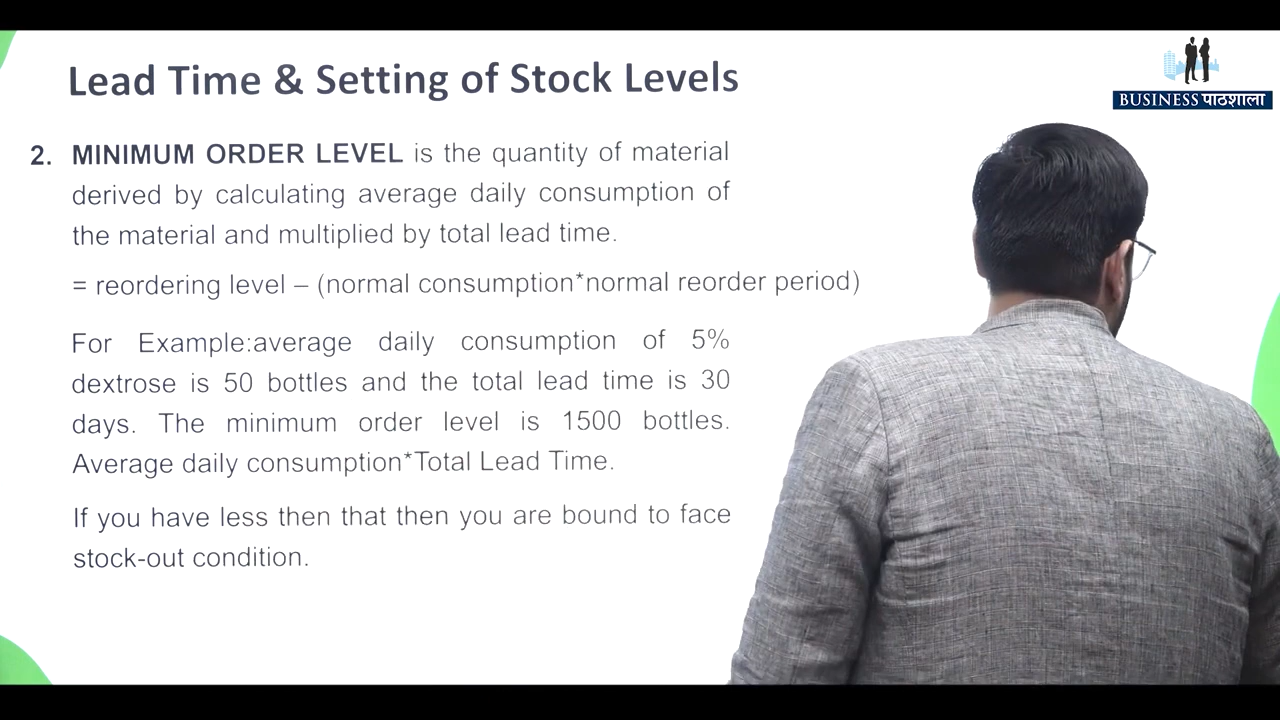 Lead Time & Setting of Stock Levels
BUSINESS पाठशाला
2. MINIMUM ORDER LEVEL is the quantity of material
derived by calculating average daily consumption of
the material and multiplied by total lead time.
= reordering level – (normal consumption*normal reorder period)
For Example:average daily consumption of 5%
dextrose is 50 bottles and the total lead time is 30
days. The minimum order level is 1500 bottles.
Average daily consumption*Total Lead Time.
If you have less then that then you are bound to face
stock-out condition.